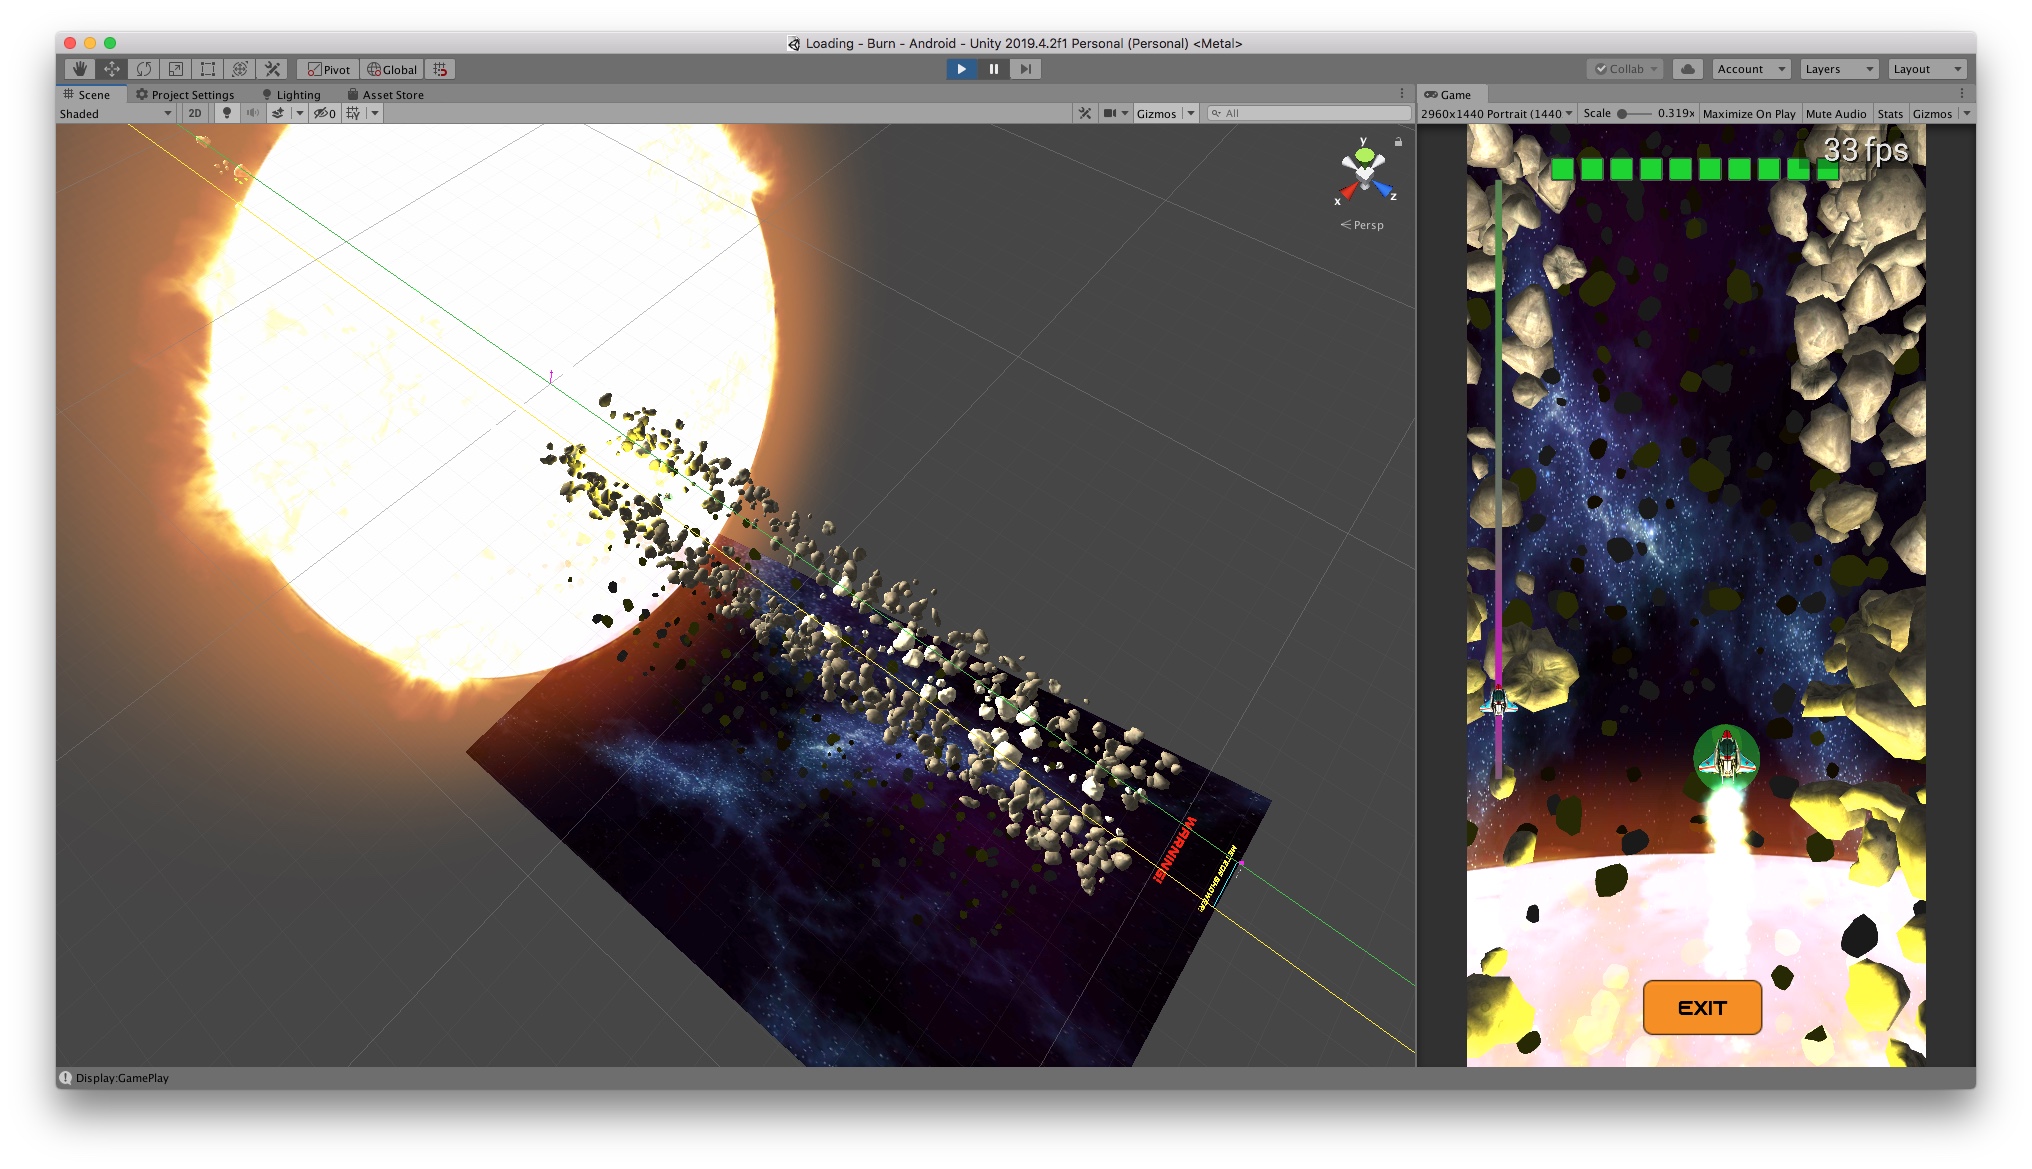 Loading - Burn - Android - Unity 2019.4.2f1 Personal (Personal) <Metal>
Pivot Global Collab Account Layers Layout
Scene Project Settings Lighting Asset Store Game
Shaded 2D 0 Gizmos All 2960x1440 Portrait (1440 Scale 0.319x Maximize On Play Mute Audio Stats Gizmos
y
x z
Persp
33 fps
WARNING!
METEOR SHOWER!
EXIT
Display:GamePlay